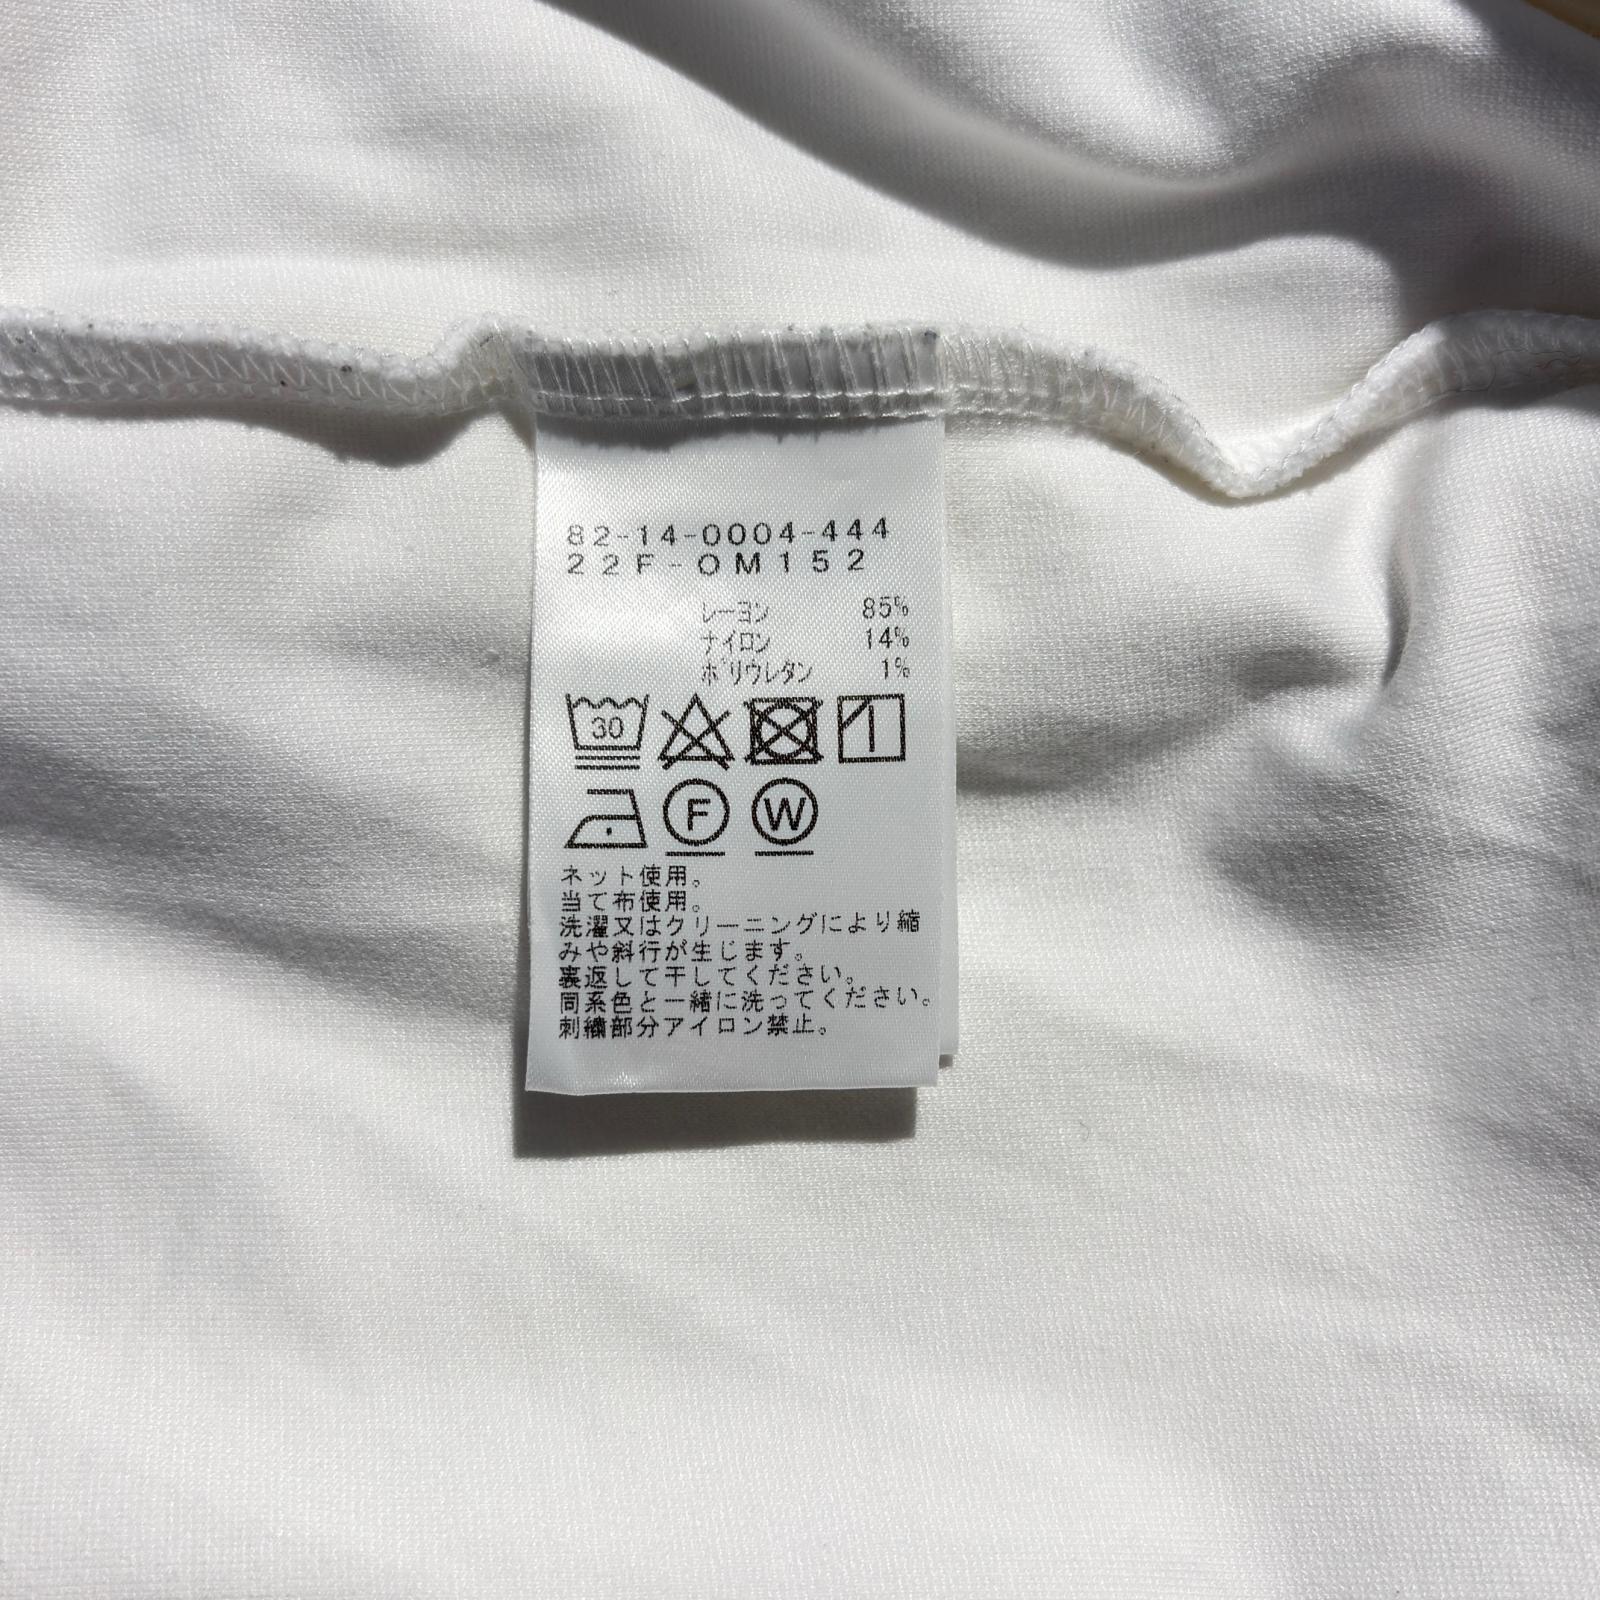 82-14-0004-444
22F-OM152
レーヨン 85%
ナイロン 14%
ポリウレタン 1%
30
F W
ネット使用。
当て布使用。
洗濯又はクリーニングにより縮
みや斜行が生じます。
裏返して干してください。
同系色と一緒に洗ってください。
刺繍部分アイロン禁止。